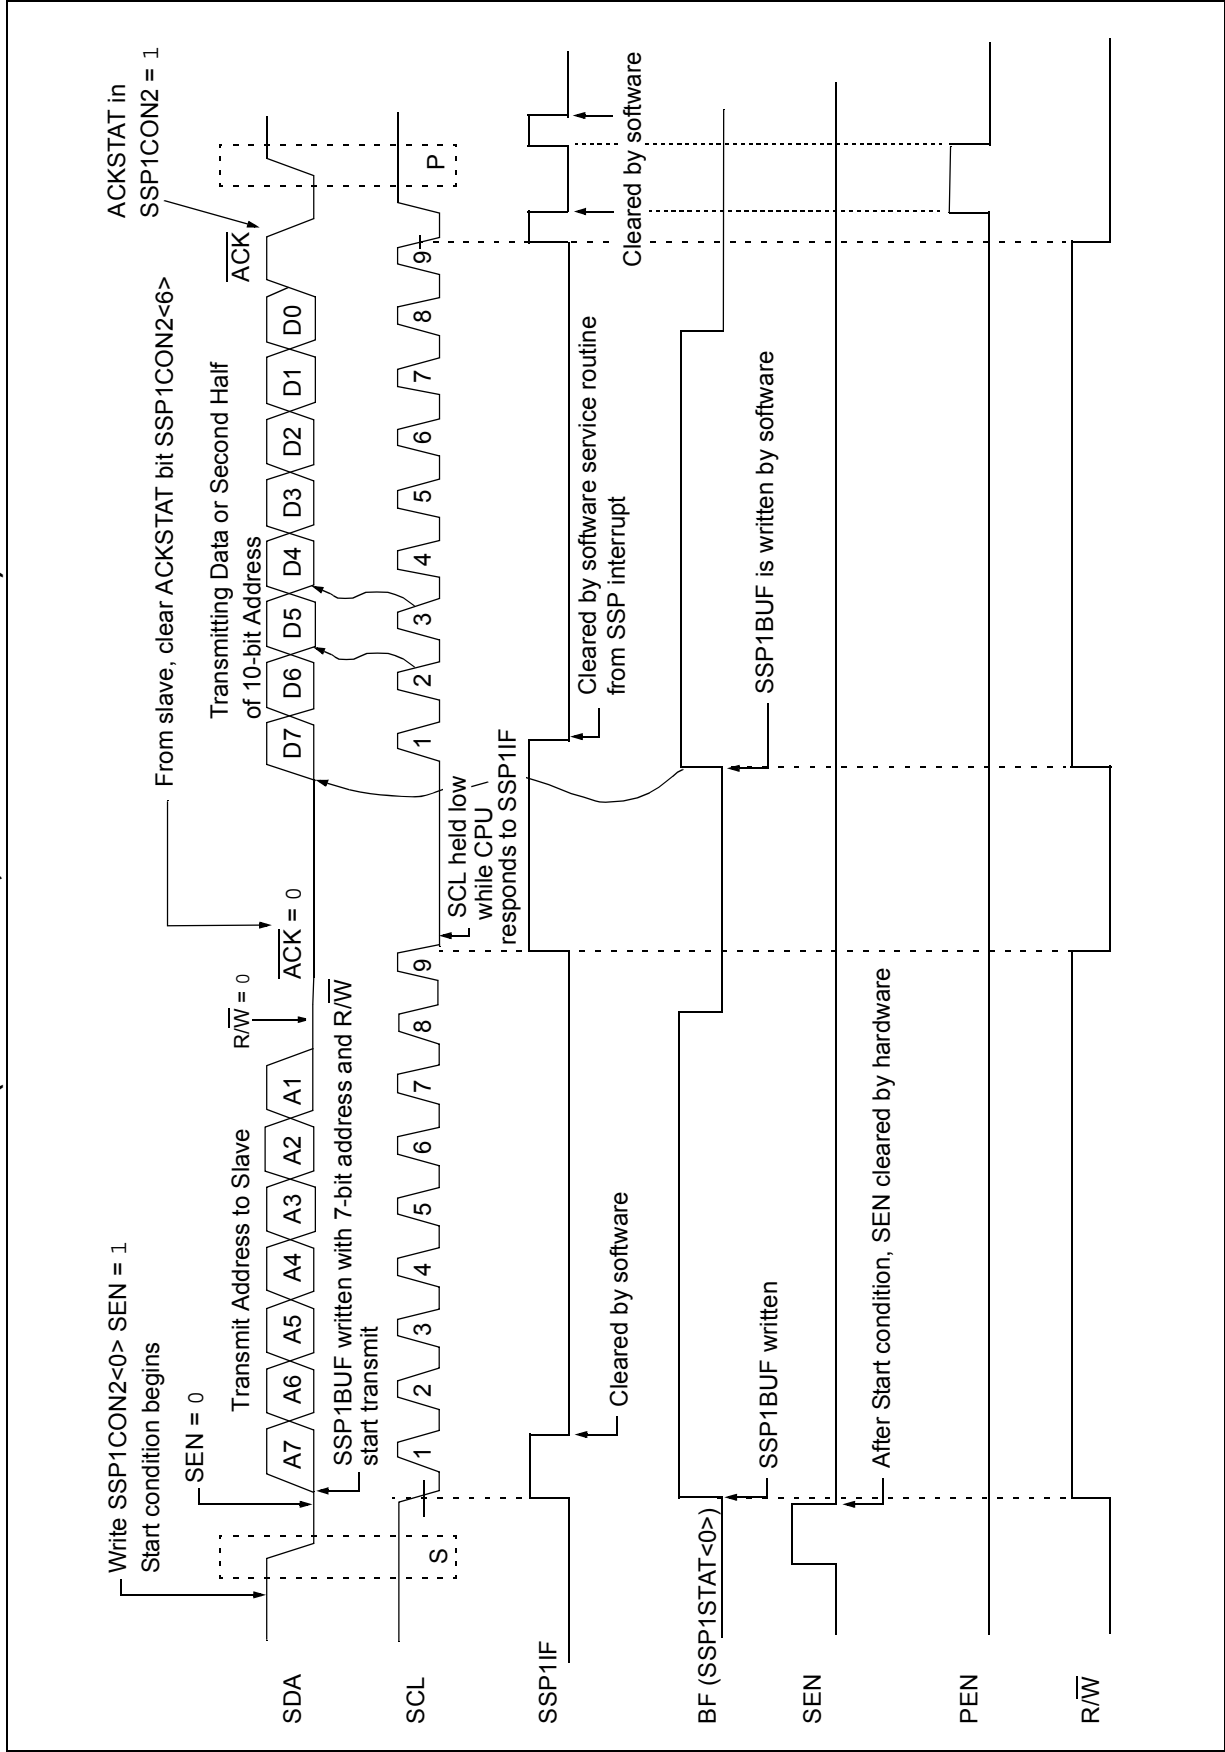 Write SSP1CON2<0> SEN = 1
Start condition begins
SEN = 0
From slave, clear ACKSTAT bit SSP1CON2<6>
ACKSTAT in
SSP1CON2 = 1
Transmit Address to Slave
R/W = 0
ACK = 0
Transmitting Data or Second Half
of 10-bit Address
ACK
SDA
A7 A6 A5 A4 A3 A2 A1
D7 D6 D5 D4 D3 D2 D1 D0
SSP1BUF written with 7-bit address and R/W
start transmit
SCL
S
1 2 3 4 5 6 7 8 9
1 2 3 4 5 6 7 8 9
P
SCL held low
while CPU
responds to SSP1IF
SSP1IF
Cleared by software
Cleared by software service routine
from SSP interrupt
Cleared by software
BF (SSP1STAT<0>)
SSP1BUF written
SSP1BUF is written by software
SEN
After Start condition, SEN cleared by hardware
PEN
R/W